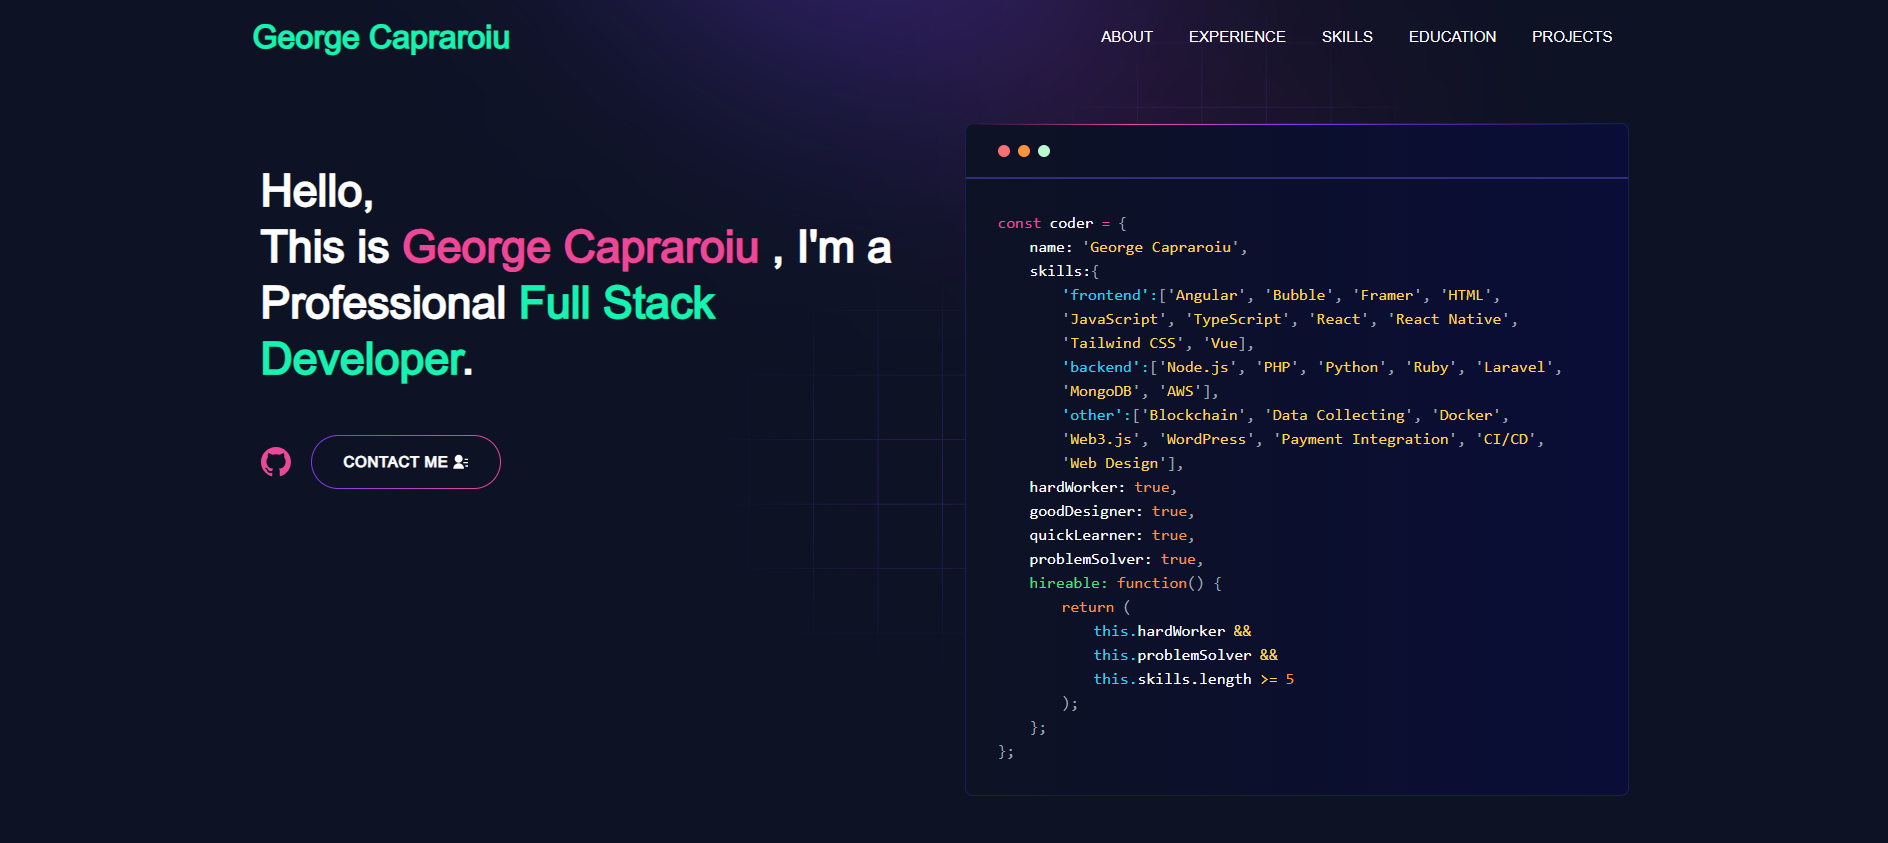 George Capraroiu
ABOUT EXPERIENCE SKILLS EDUCATION PROJECTS
Hello,
This is George Capraroiu , I'm a
Professional Full Stack
Developer.
CONTACT ME
const coder = {
name: 'George Capraroiu',
skills:{
'frontend':['Angular', 'Bubble', 'Framer', 'HTML',
'JavaScript', 'TypeScript', 'React', 'React Native',
'Tailwind CSS', 'Vue],
'backend':['Node.js', 'PHP', 'Python', 'Ruby', 'Laravel',
'MongoDB', 'AWS'],
'other':['Blockchain', 'Data Collecting', 'Docker',
'Web3.js', 'WordPress', 'Payment Integration', 'CI/CD',
'Web Design'],
hardWorker: true,
goodDesigner: true,
quickLearner: true,
problemSolver: true,
hireable: function() {
return (
this.hardWorker &&
this.problemSolver &&
this.skills.length >= 5
);
};
};